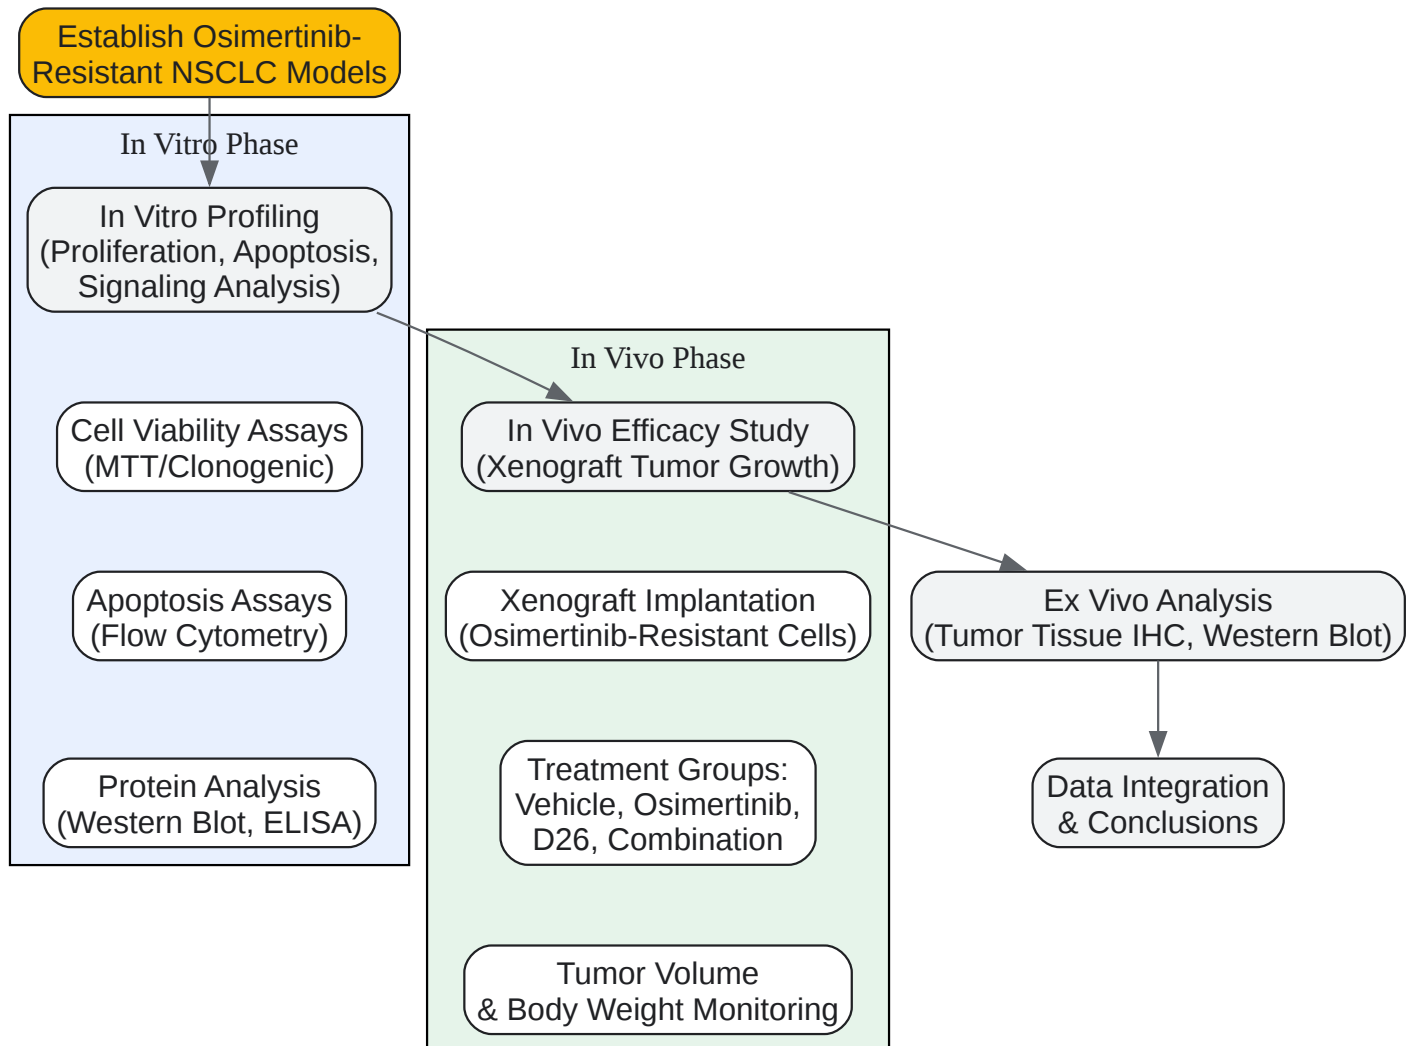 Establish Osimertinib-
Resistant NSCLC Models
In Vitro Phase
In Vitro Profiling
(Proliferation, Apoptosis,
Signaling Analysis)
Cell Viability Assays
(MTT/Clonogenic)
Apoptosis Assays
(Flow Cytometry)
Protein Analysis
(Western Blot, ELISA)
In Vivo Phase
In Vivo Efficacy Study
(Xenograft Tumor Growth)
Xenograft Implantation
(Osimertinib-Resistant Cells)
Treatment Groups:
Vehicle, Osimertinib,
D26, Combination
Tumor Volume
& Body Weight Monitoring
Ex Vivo Analysis
(Tumor Tissue IHC, Western Blot)
Data Integration
& Conclusions